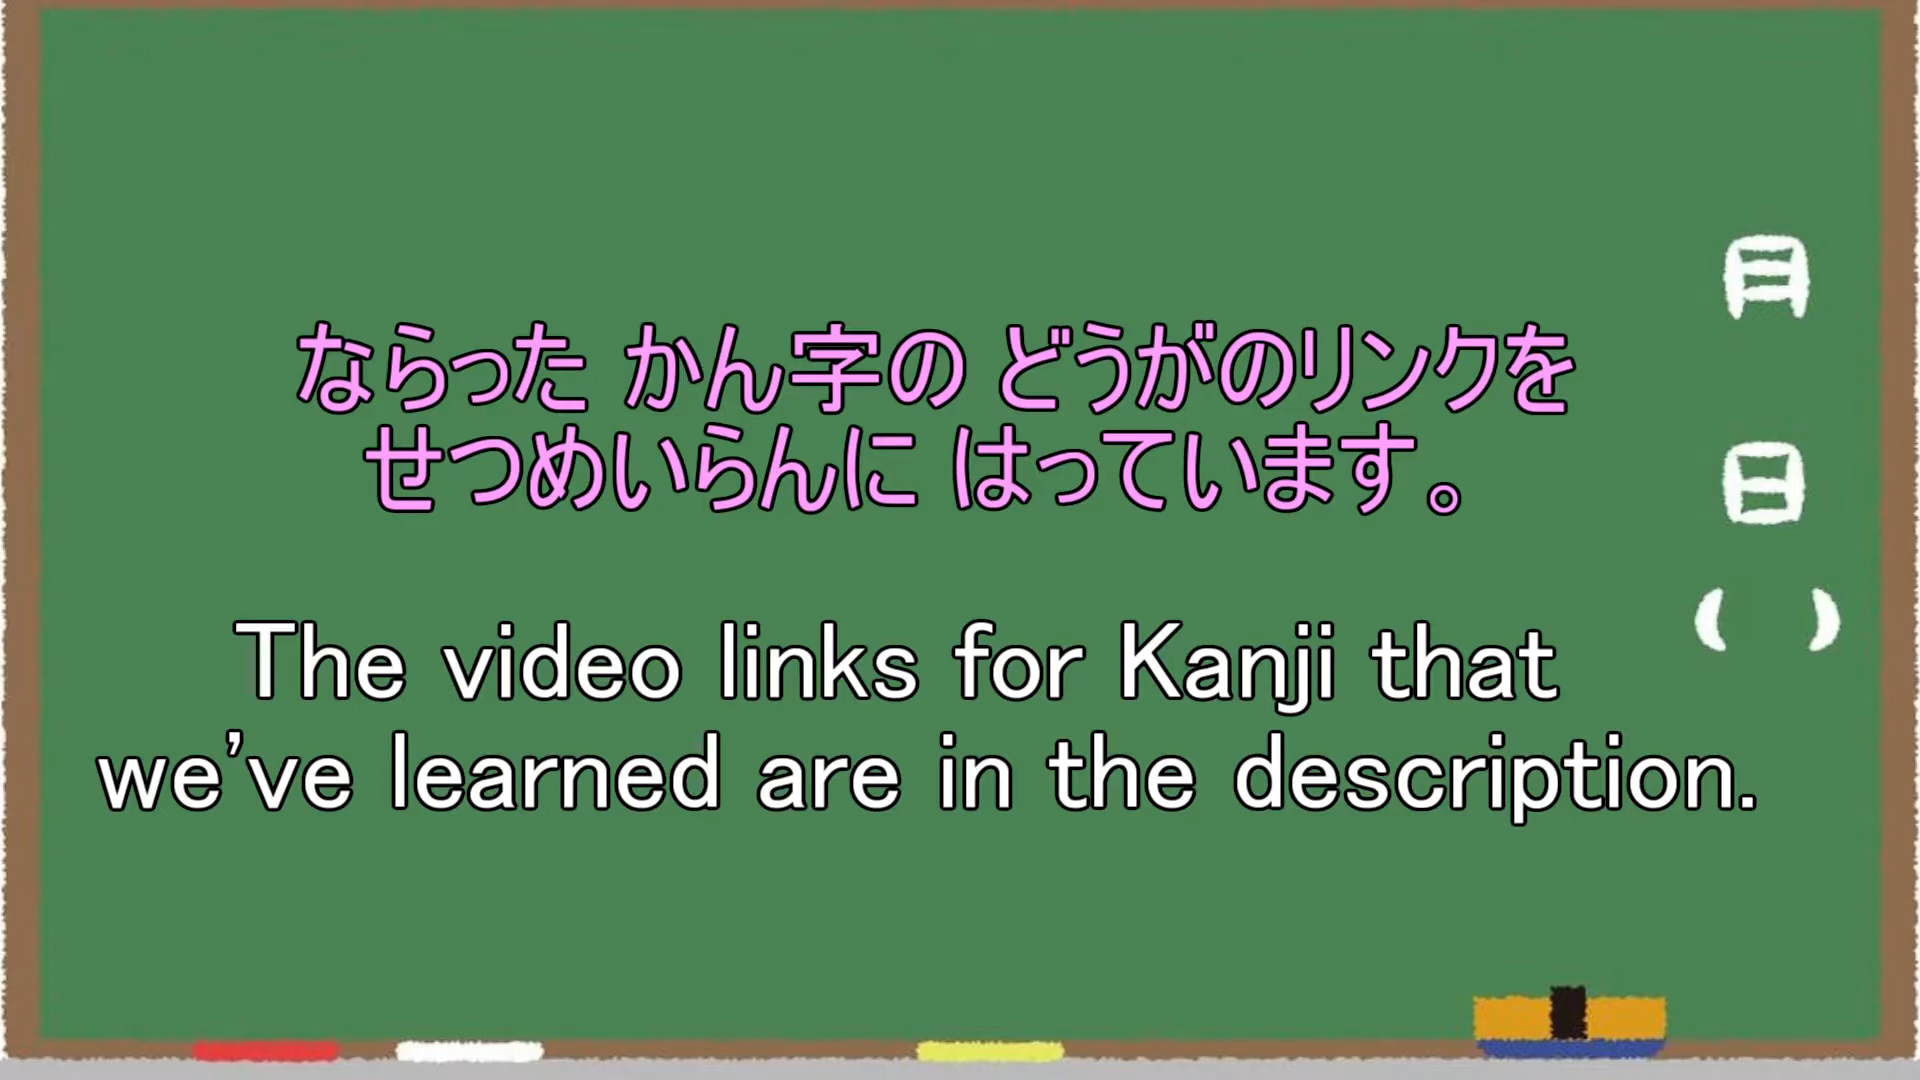 ならった かん字の どうがのリンクを
せつめいらんに はっています。
The video links for Kanji that
we've learned are in the description.
月
日
( )